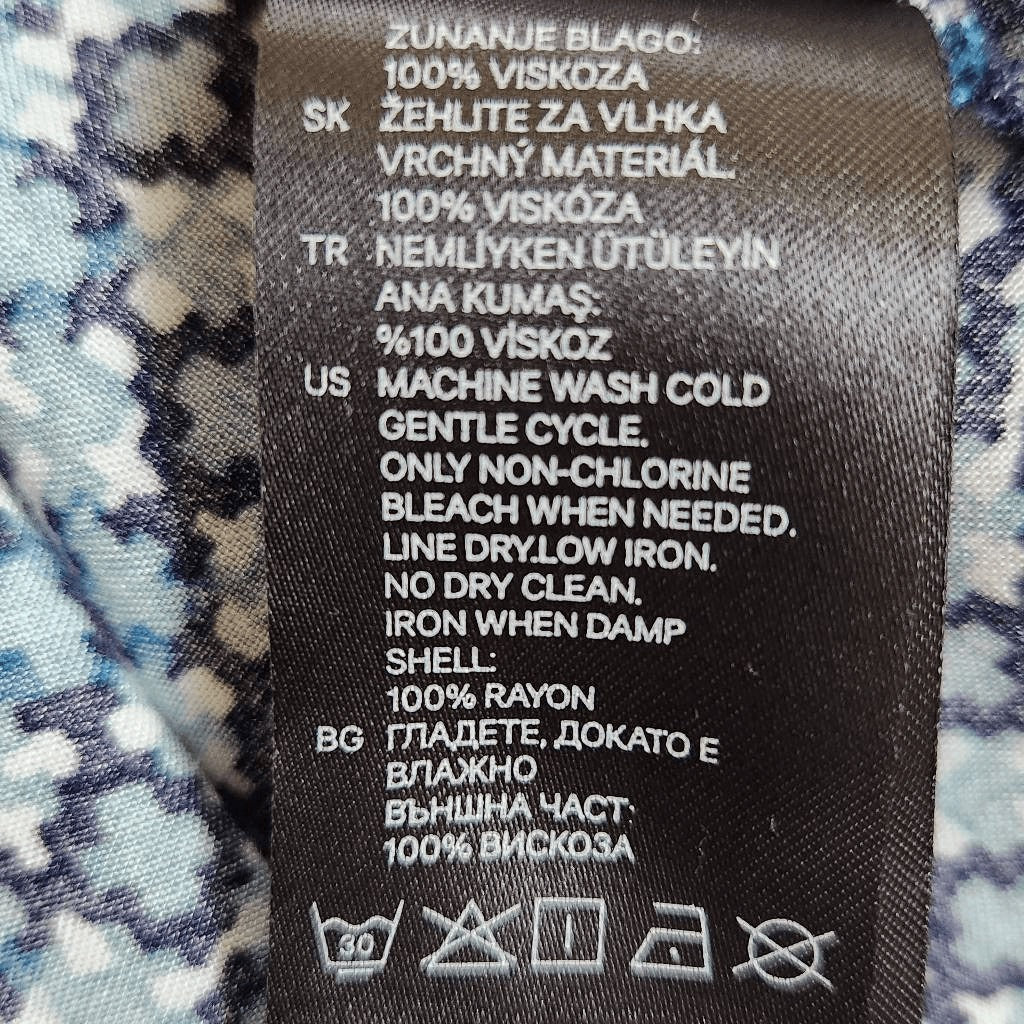 ZUNANJE BLAGO:
100% VISKOZA
SK ŽEHLITE ZA VLHKA
VRCHNÝ MATERIÁL
100% VISKÓZA
TR NEMLİYKEN ÜTÜLEYİN
ANA KUMAŞ:
%100 VİSKOZ
US MACHINE WASH COLD
GENTLE CYCLE.
ONLY NON-CHLORINE
BLEACH WHEN NEEDED.
LINE DRY.LOW IRON.
NO DRY CLEAN.
IRON WHEN DAMP
SHELL:
100% RAYON
BG ГЛАДЕТЕ, ДОКАТО Е
ВЛАЖНО
ВЪНШНА ЧАСТ:
100% ВИСКОЗА
30